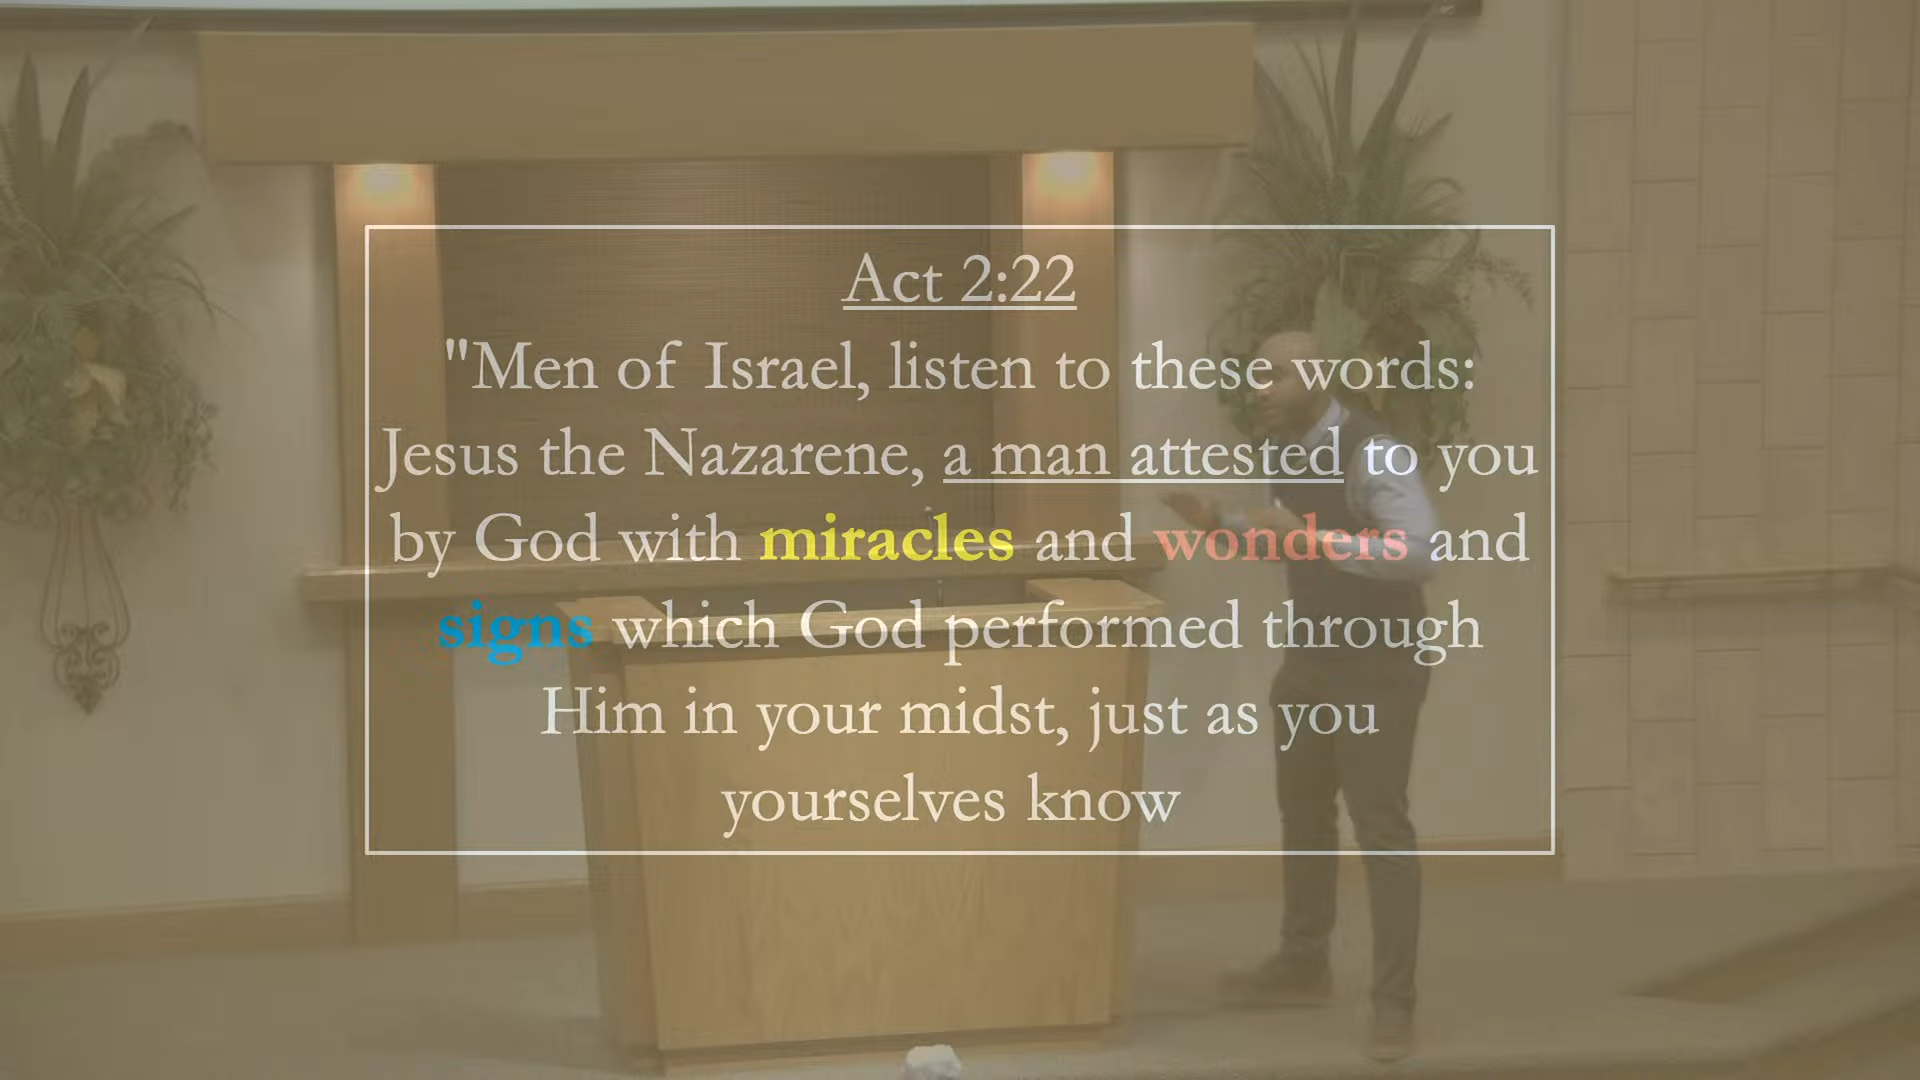 Act 2:22
"Men of Israel, listen to these words:
Jesus the Nazarene, a man attested to you
by God with miracles and wonders and
signs which God performed through
Him in your midst, just as you
yourselves know